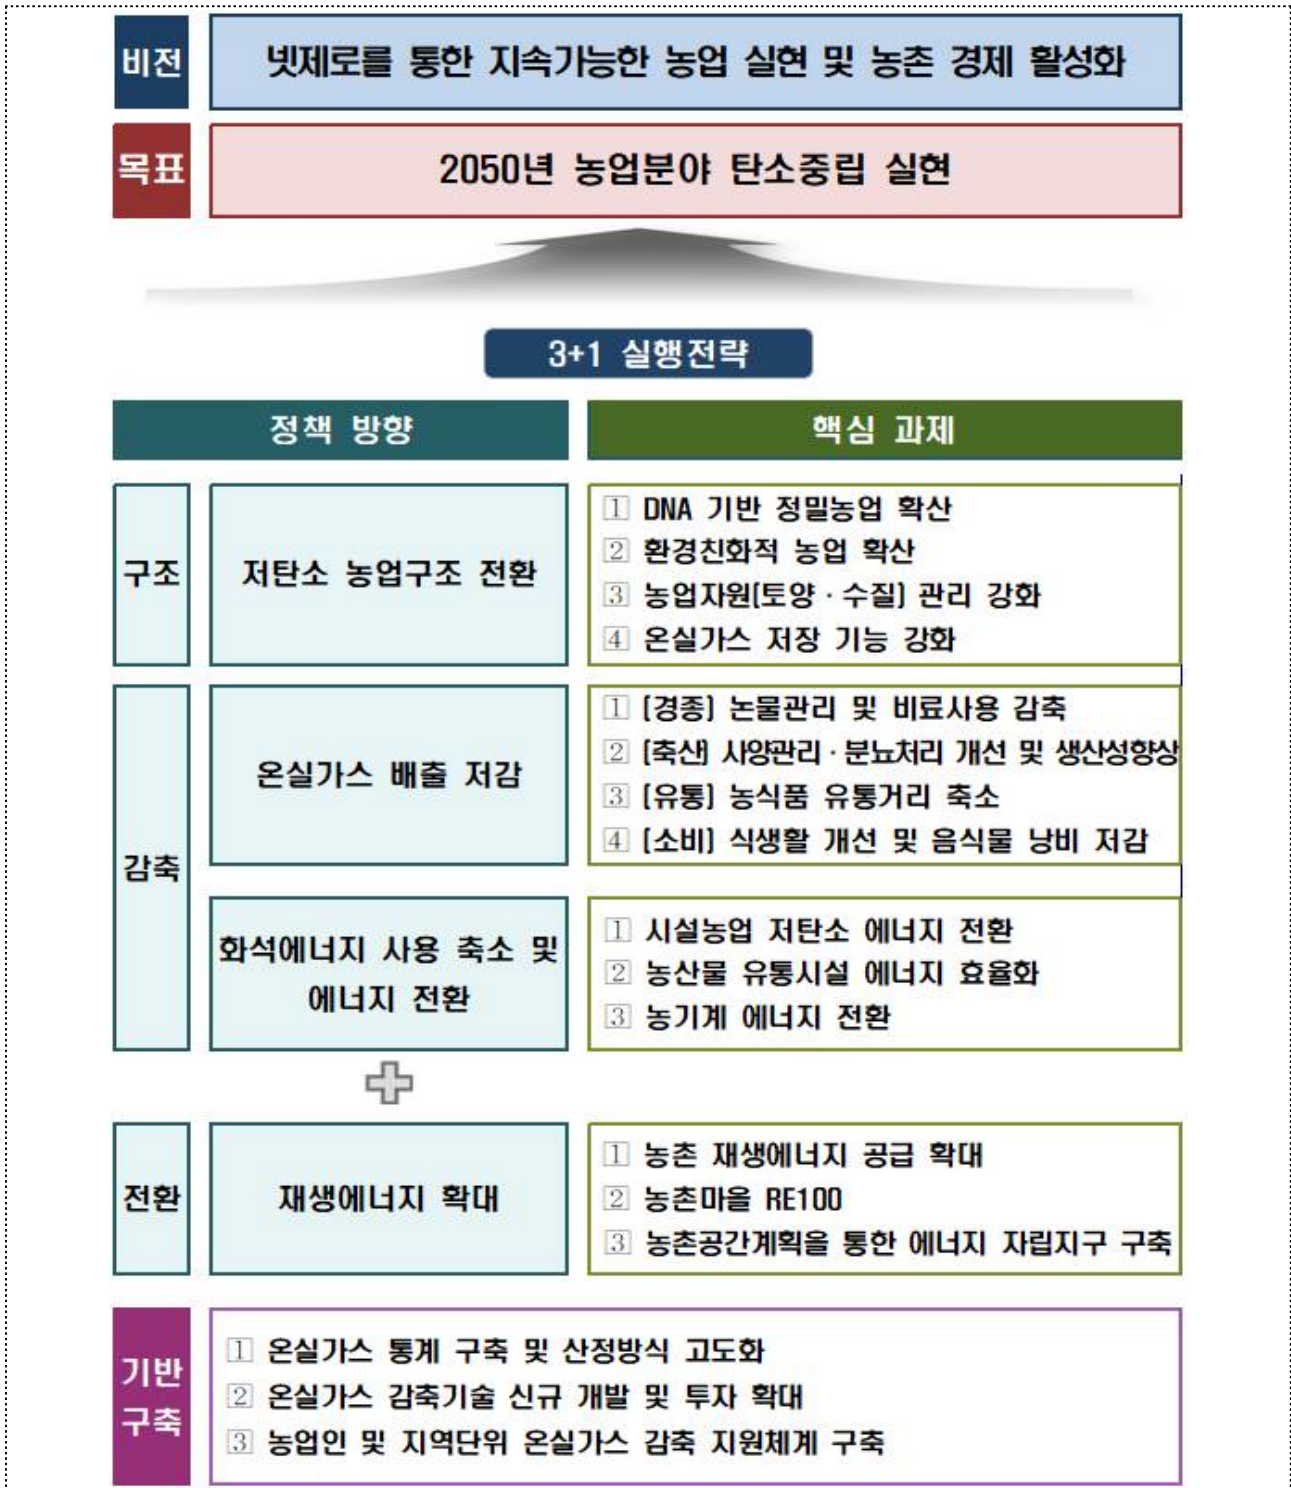 비전
넷제로를 통한 지속가능한 농업 실현 및 농촌 경제 활성화
목표
2050년 농업분야 탄소중립 실현
3+1 실행전략
정책 방향
핵심 과제
구조
저탄소 농업구조 전환
1 DNA 기반 정밀농업 확산
2 환경친화적 농업 확산
3 농업자원(토양·수질) 관리 강화
4 온실가스 저장 기능 강화
감축
온실가스 배출 저감
1 (경종) 논물관리 및 비료사용 감축
2 (축산) 사양관리·분뇨처리 개선 및 생산성향상
3 (유통) 농식품 유통거리 축소
4 (소비) 식생활 개선 및 음식물 낭비 저감
화석에너지 사용 축소 및
에너지 전환
1 시설농업 저탄소 에너지 전환
2 농산물 유통시설 에너지 효율화
3 농기계 에너지 전환
전환
재생에너지 확대
1 농촌 재생에너지 공급 확대
2 농촌마을 RE100
3 농촌공간계획을 통한 에너지 자립지구 구축
기반
구축
1 온실가스 통계 구축 및 산정방식 고도화
2 온실가스 감축기술 신규 개발 및 투자 확대
3 농업인 및 지역단위 온실가스 감축 지원체계 구축